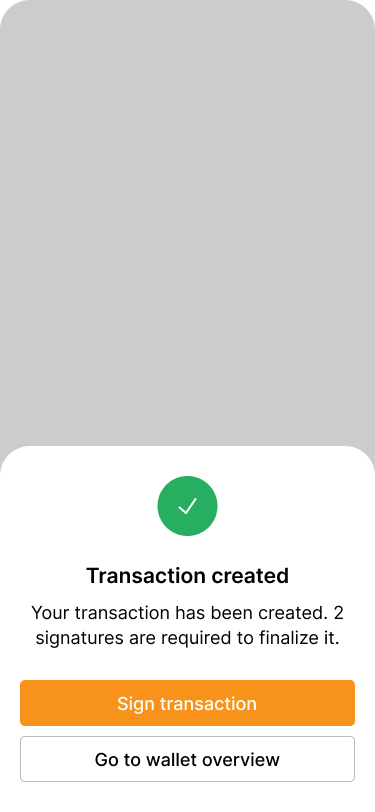 Transaction created
Your transaction has been created. 2
signatures are required to finalize it.
Sign transaction
Go to wallet overview